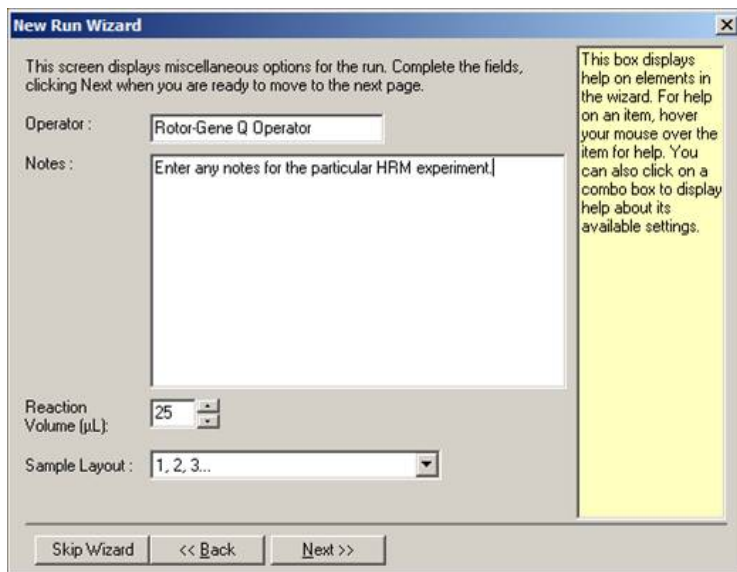 New Run Wizard
This screen displays miscellaneous options for the run. Complete the fields,
clicking Next when you are ready to move to the next page.
Operator :
Rotor-Gene Q Operator
Notes :
Enter any notes for the particular HRM experiment.
Reaction
Volume (µL):
25
Sample Layout :
1, 2, 3...
Skip Wizard
<< Back
Next >>
This box displays
help on elements in
the wizard. For help
on an item, hover
your mouse over the
item for help. You
can also click on a
combo box to display
help about its
available settings.